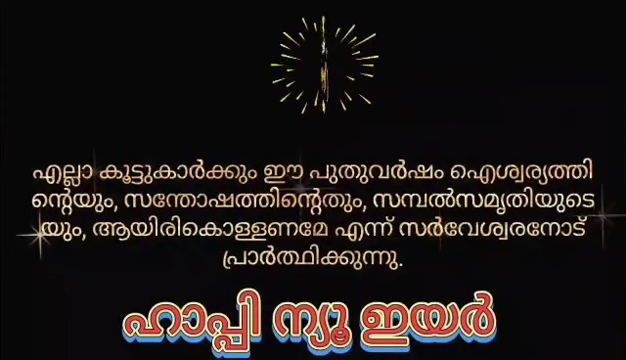 എല്ലാ കൂട്ടുകാർക്കും ഈ പുതുവർഷം ഐശ്വര്യത്തി
ന്റെയും, സന്തോഷത്തിന്റെതും, സമ്പൽസമൃതിയുടെ
യും, ആയിരികൊള്ളണമേ എന്ന് സർവേശ്വരനോട്
പ്രാർത്ഥിക്കുന്നു.
ഹാപ്പി ന്യൂ ഇയർ